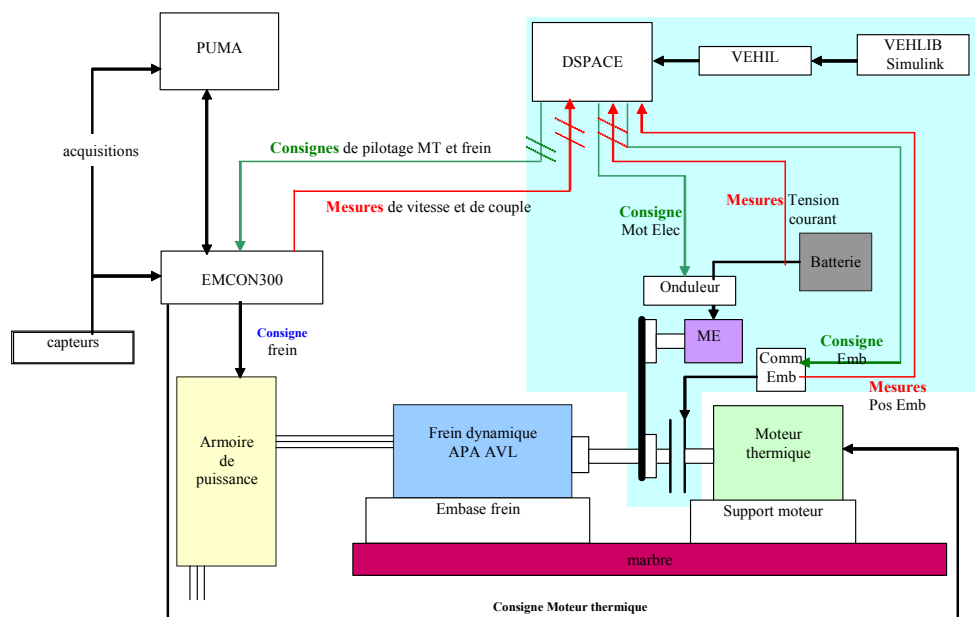 PUMA
DSPACE
VEHIL
VEHLIB
Simulink
acquisitions
Consignes de pilotage MT et frein
Mesures de vitesse et de couple
Consigne
Mot Elec
Mesures Tension
courant
Batterie
EMCON300
Onduleur
capteurs
Consigne
frein
ME
Comm
Emb
Consigne
Emb
Mesures
Pos Emb
Armoire
de
puissance
Frein dynamique
APA AVL
Moteur
thermique
Embase frein
Support moteur
marbre
Consigne Moteur thermique